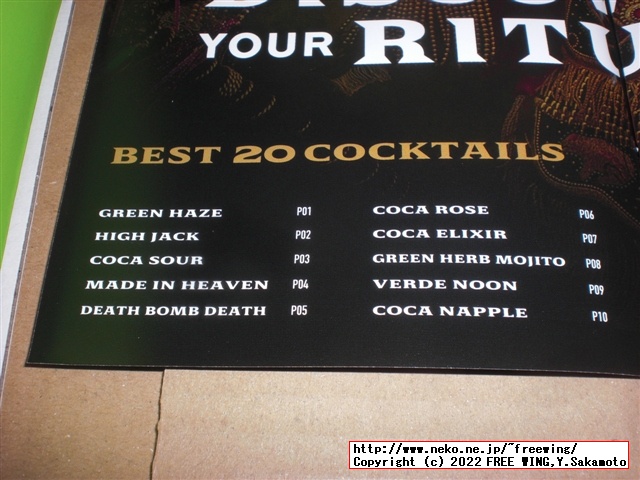 YOUR RITU
BEST 20 COCKTAILS
GREEN HAZE P01
HIGH JACK P02
COCA SOUR P03
MADE IN HEAVEN P04
DEATH BOMB DEATH P05
COCA ROSE P06
COCA ELIXIR P07
GREEN HERB MOJITO P08
VERDE NOON P09
COCA NAPPLE P10
http://www.neko.ne.jp/~freewing/
Copyright (c) 2022 FREE WING,Y.Sakamoto